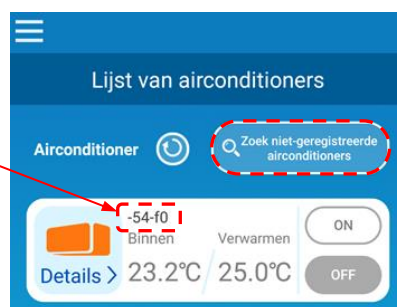 Lijst van airconditioners
Airconditioner
Zoek niet-geregistreerde
airconditioners
-54-f0
Binnen
Verwarmen
ON
Details > 23.2°C / 25.0°C
OFF